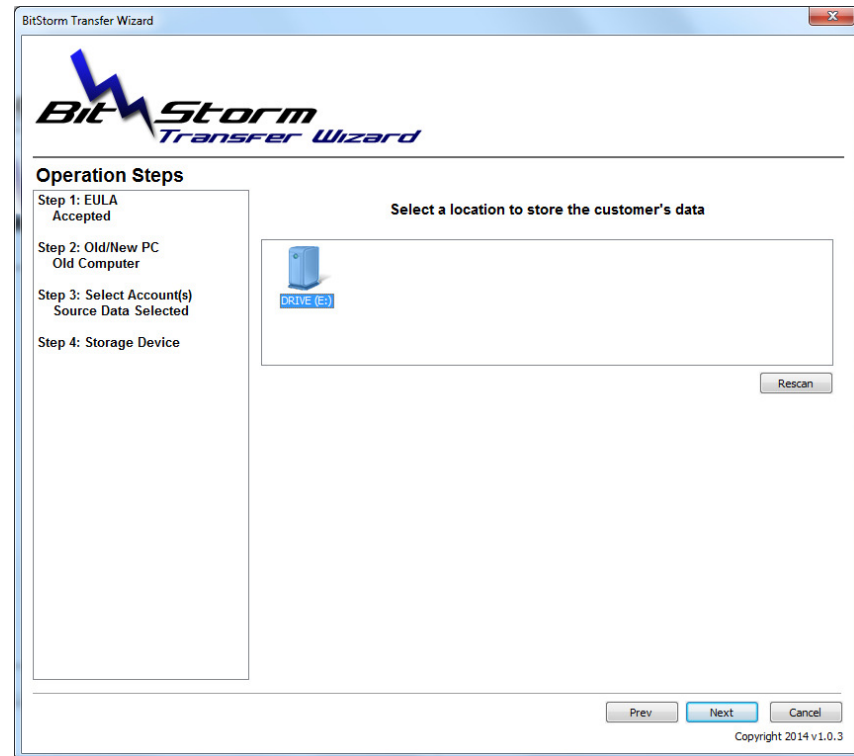 BitStorm Transfer Wizard
Bit Storm
Transfer Wizard
Operation Steps
Step 1: EULA
Accepted
Step 2: Old/New PC
Old Computer
Step 3: Select Account(s)
Source Data Selected
Step 4: Storage Device
Select a location to store the customer's data
DRIVE (E:)
Rescan
Prev Next Cancel
Copyright 2014 v1.0.3